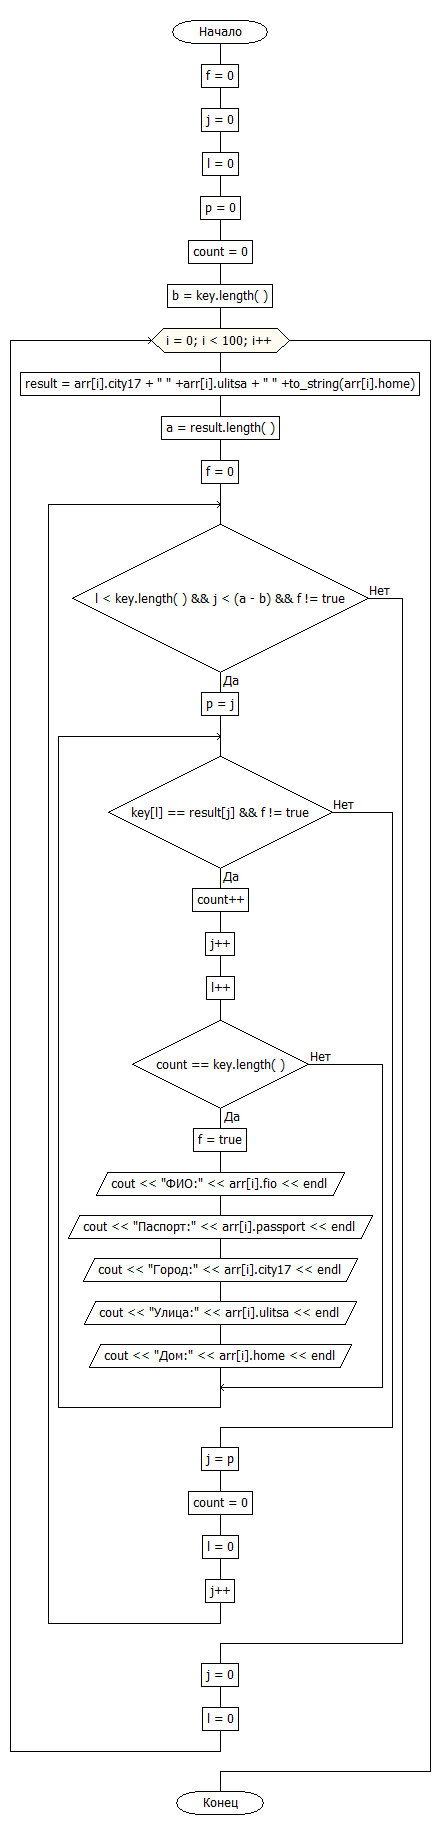 Начало
f = 0
j = 0
l = 0
p = 0
count = 0
b = key.length( )
i = 0; i < 100; i++
result = arr[i].city17 + " " +arr[i].ulitsa + " " +to_string(arr[i].home)
a = result.length( )
f = 0
l < key.length( ) && j < (a - b) && f != true
Нет
Да
p = j
key[l] == result[j] && f != true
Нет
Да
count++
j++
l++
count == key.length( )
Нет
Да
f = true
cout << "ФИО:" << arr[i].fio << endl
cout << "Паспорт:" << arr[i].passport << endl
cout << "Город:" << arr[i].city17 << endl
cout << "Улица:" << arr[i].ulitsa << endl
cout << "Дом:" << arr[i].home << endl
j = p
count = 0
l = 0
j++
j = 0
l = 0
Конец